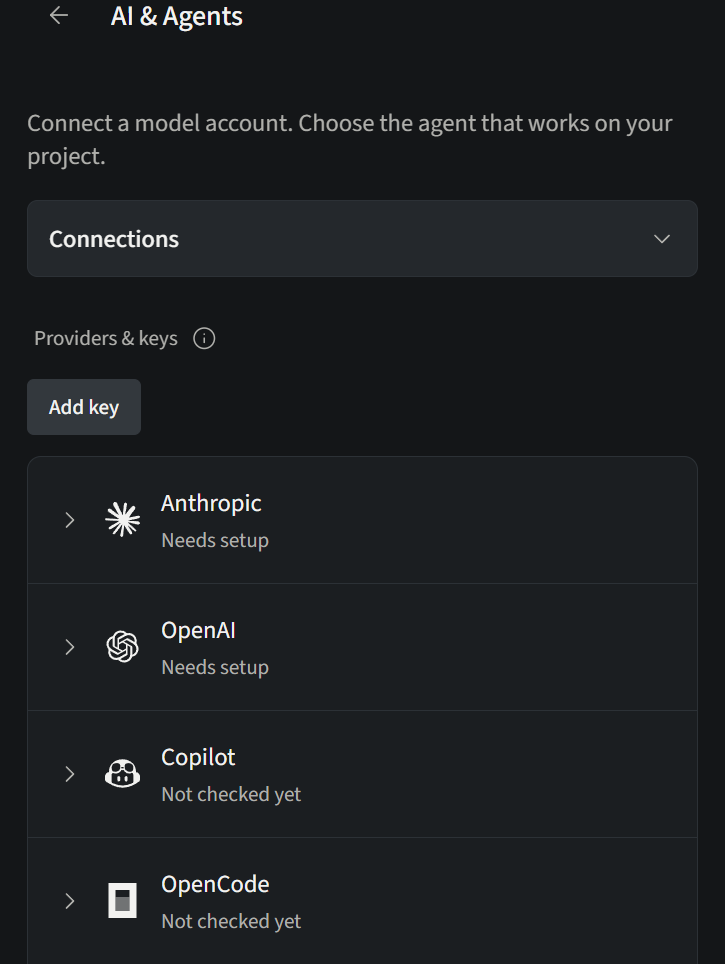 AI & Agents
Connect a model account. Choose the agent that works on your
project.
Connections
Providers & keys
Add key
Anthropic
Needs setup
OpenAI
Needs setup
Copilot
Not checked yet
OpenCode
Not checked yet